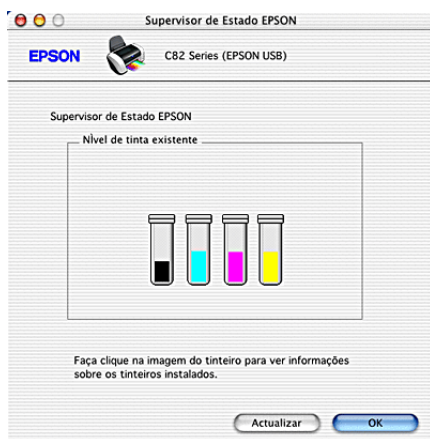 Supervisor de Estado EPSON
EPSON
C82 Series (EPSON USB)
Supervisor de Estado EPSON
Nìvel de tinta existente
Faça clique na imagem do tinteiro para ver informações
sobre os tinteiros instalados.
Actualizar
OK